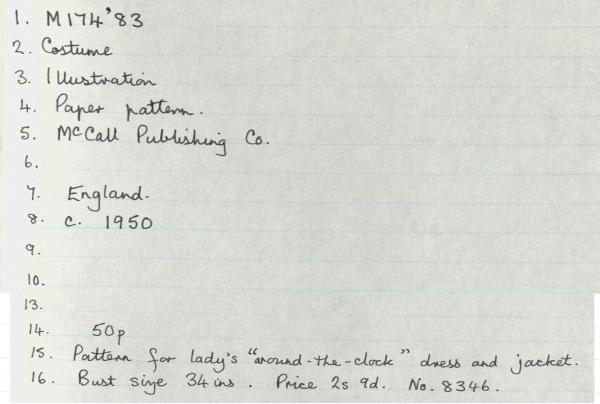 1. M174'83
2. Costume
3. Illustration
4. Paper pattern.
5. McCall Publishing Co.
6.
7. England.
8. c. 1950
9.
10.
13.
14. 50p
15. Pattern for lady's "around-the-clock" dress and jacket.
16. Bust size 34 ins. Price 2s 9d. No. 8346.